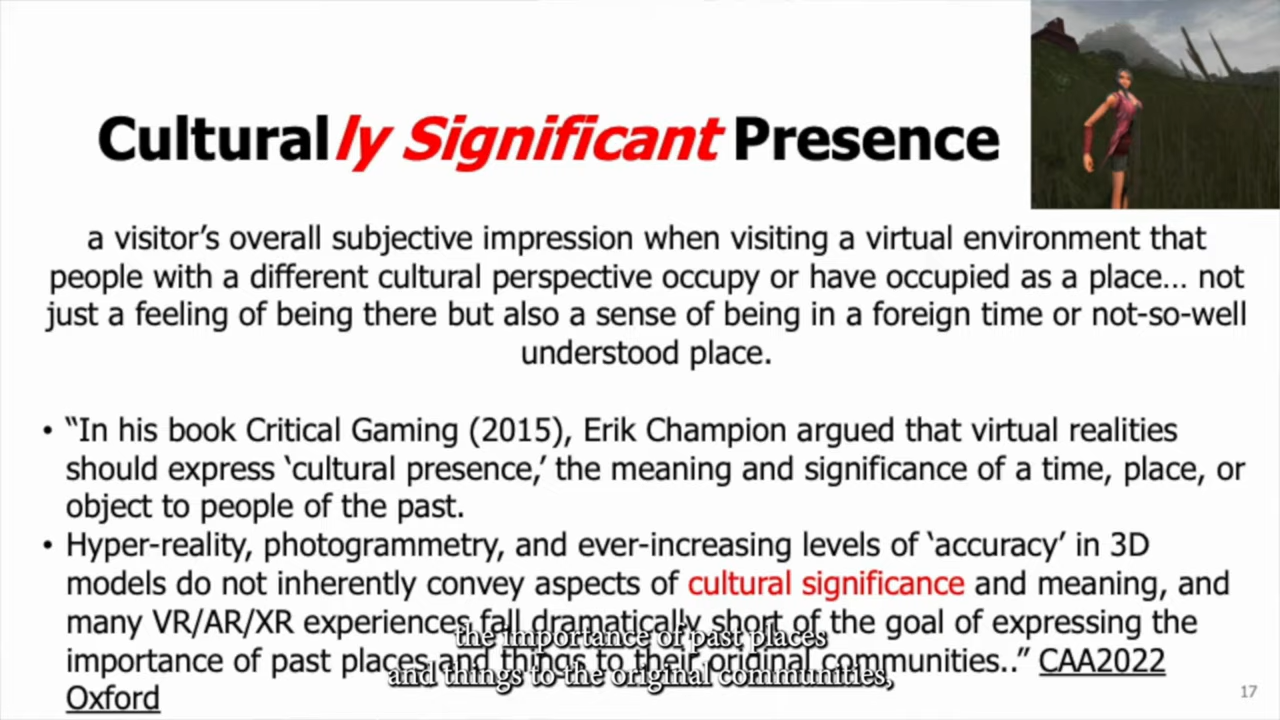 Culturally Significant Presence
a visitor’s overall subjective impression when visiting a virtual environment that
people with a different cultural perspective occupy or have occupied as a place... not
just a feeling of being there but also a sense of being in a foreign time or not-so-well
understood place.
• “In his book Critical Gaming (2015), Erik Champion argued that virtual realities
should express ‘cultural presence,’ the meaning and significance of a time, place, or
object to people of the past.
• Hyper-reality, photogrammetry, and ever-increasing levels of ‘accuracy’ in 3D
models do not inherently convey aspects of cultural significance and meaning, and
many VR/AR/XR experiences fall dramatically short of the goal of expressing the
importance of past places and things to their original communities..” CAA2022
Oxford
the importance of past places
and things to the original communities,
17